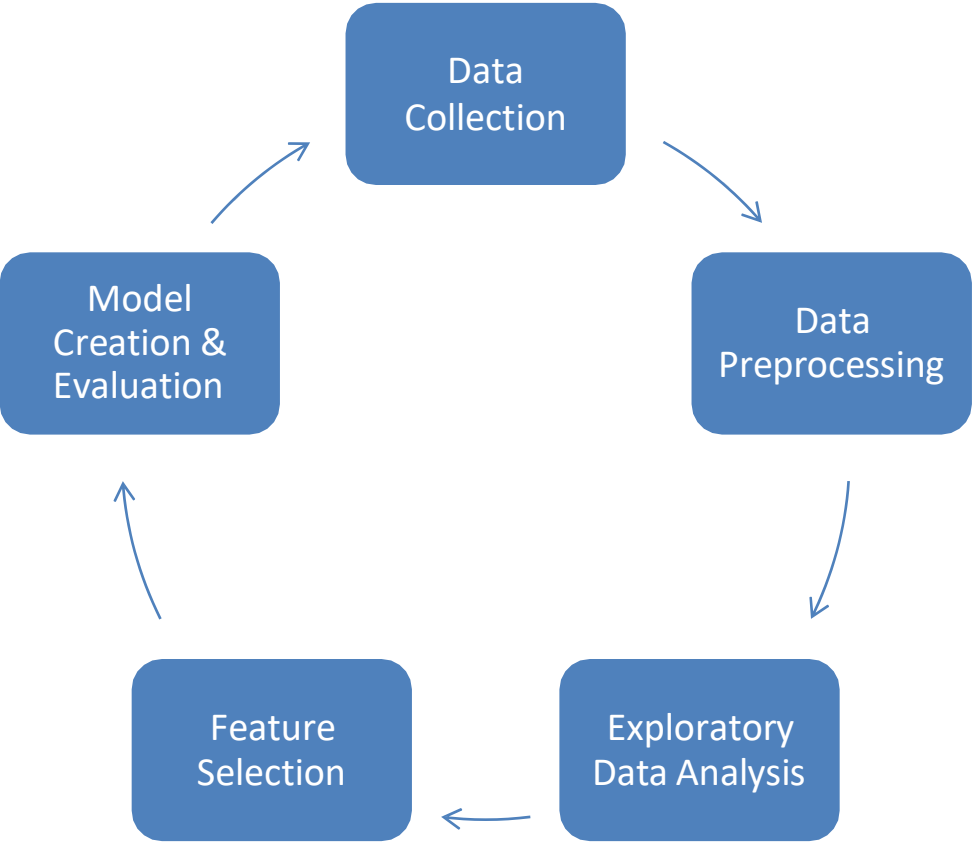 Data
Collection
Data
Preprocessing
Exploratory
Data Analysis
Feature
Selection
Model
Creation &
Evaluation